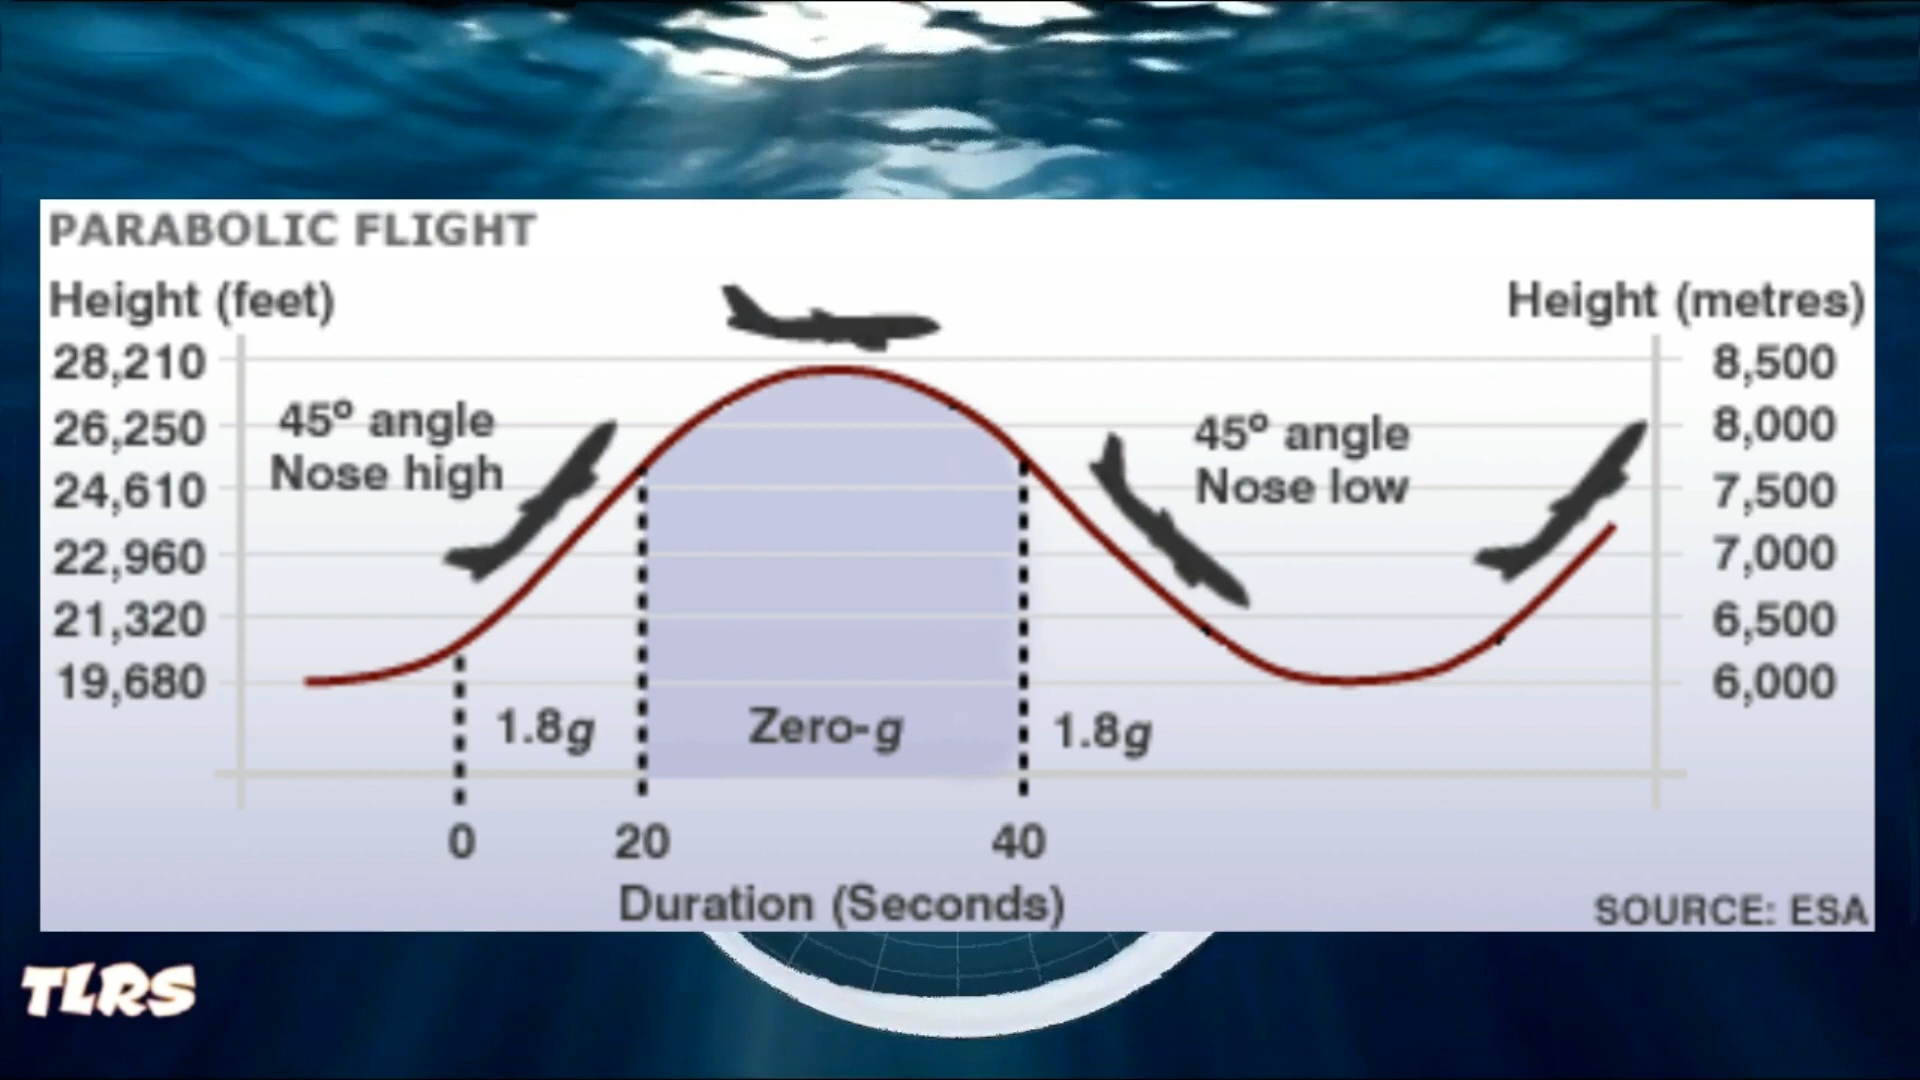 PARABOLIC FLIGHT
Height (feet)
Height (metres)
28,210
26,250
24,610
22,960
21,320
19,680
8,500
8,000
7,500
7,000
6,500
6,000
45º angle
Nose high
45º angle
Nose low
1.8g
Zero-g
1.8g
0
20
40
Duration (Seconds)
SOURCE: ESA
TLRS